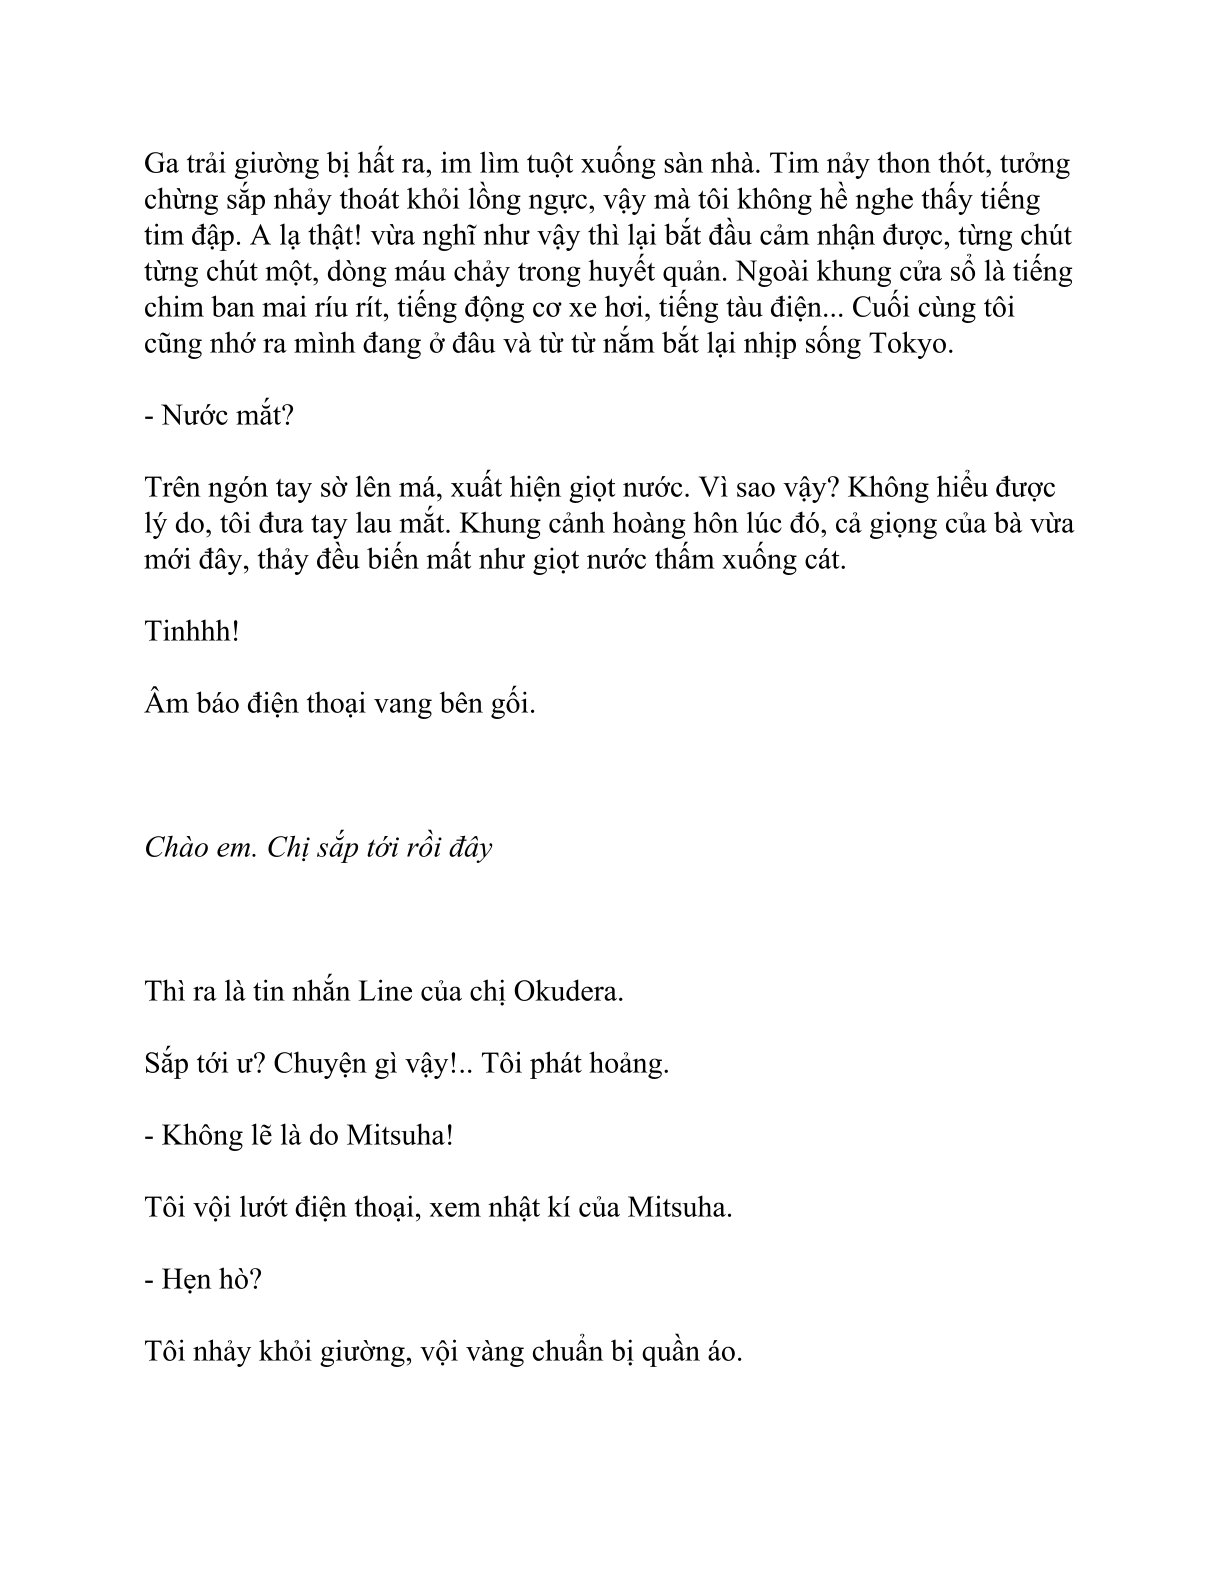 Ga trải giường bị hất ra, im lìm tuột xuống sàn nhà. Tim nảy thon thót, tưởng
chừng sắp nhảy thoát khỏi lồng ngực, vậy mà tôi không hề nghe thấy tiếng
tim đập. A lạ thật! vừa nghĩ như vậy thì lại bắt đầu cảm nhận được, từng chút
từng chút một, dòng máu chảy trong huyết quản. Ngoài khung cửa sổ là tiếng
chim ban mai ríu rít, tiếng động cơ xe hơi, tiếng tàu điện... Cuối cùng tôi
cũng nhớ ra mình đang ở đâu và từ từ nắm bắt lại nhịp sống Tokyo.
- Nước mắt?
Trên ngón tay sờ lên má, xuất hiện giọt nước. Vì sao vậy? Không hiểu được
lý do, tôi đưa tay lau mắt. Khung cảnh hoàng hôn lúc đó, cả giọng của bà vừa
mới đây, thảy đều biến mất như giọt nước thấm xuống cát.
Tinhhh!
Âm báo điện thoại vang bên gối.
Chào em. Chị sắp tới rồi đây
Thì ra là tin nhắn Line của chị Okudera.
Sắp tới ư? Chuyện gì vậy!.. Tôi phát hoảng.
- Không lẽ là do Mitsuha!
Tôi vội lướt điện thoại, xem nhật kí của Mitsuha.
- Hẹn hò?
Tôi nhảy khỏi giường, vội vàng chuẩn bị quần áo.